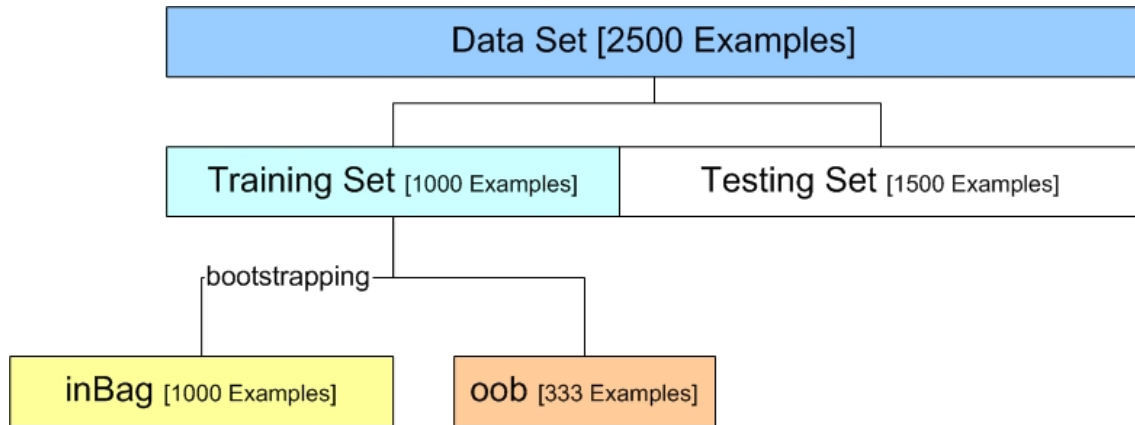 Data Set [2500 Examples]
Training Set [1000 Examples]
Testing Set [1500 Examples]
bootstrapping
inBag [1000 Examples]
oob [333 Examples]